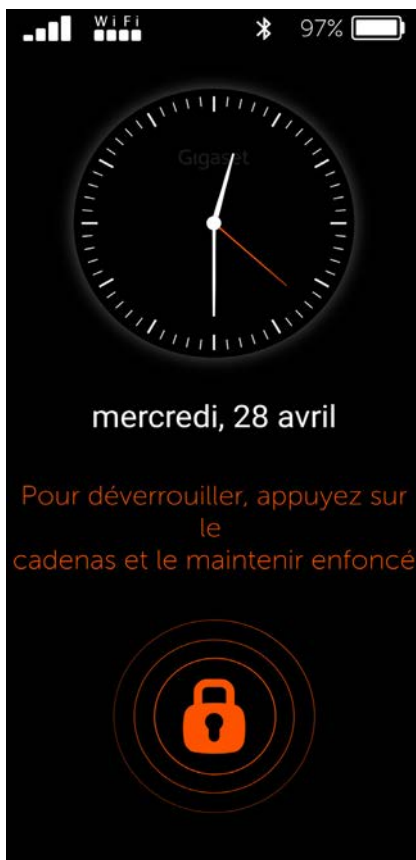 WiFi
97%
Gigaset
mercredi, 28 avril
Pour déverrouiller, appuyez sur
le
cadenas et le maintenir enfoncé